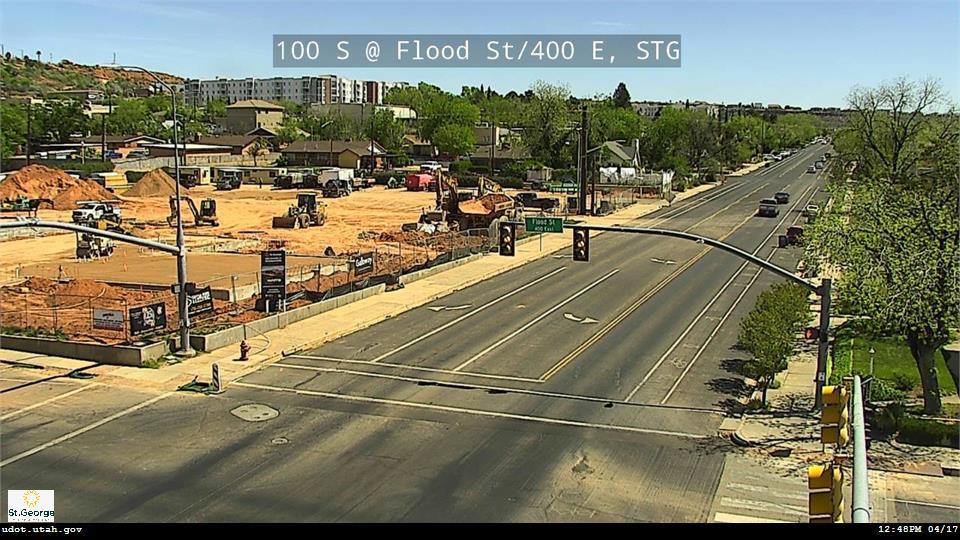 100 S @ Flood St/400 E, STG
Flood St
400 East
St.George
udot.utah.gov
12:48PM 04/17